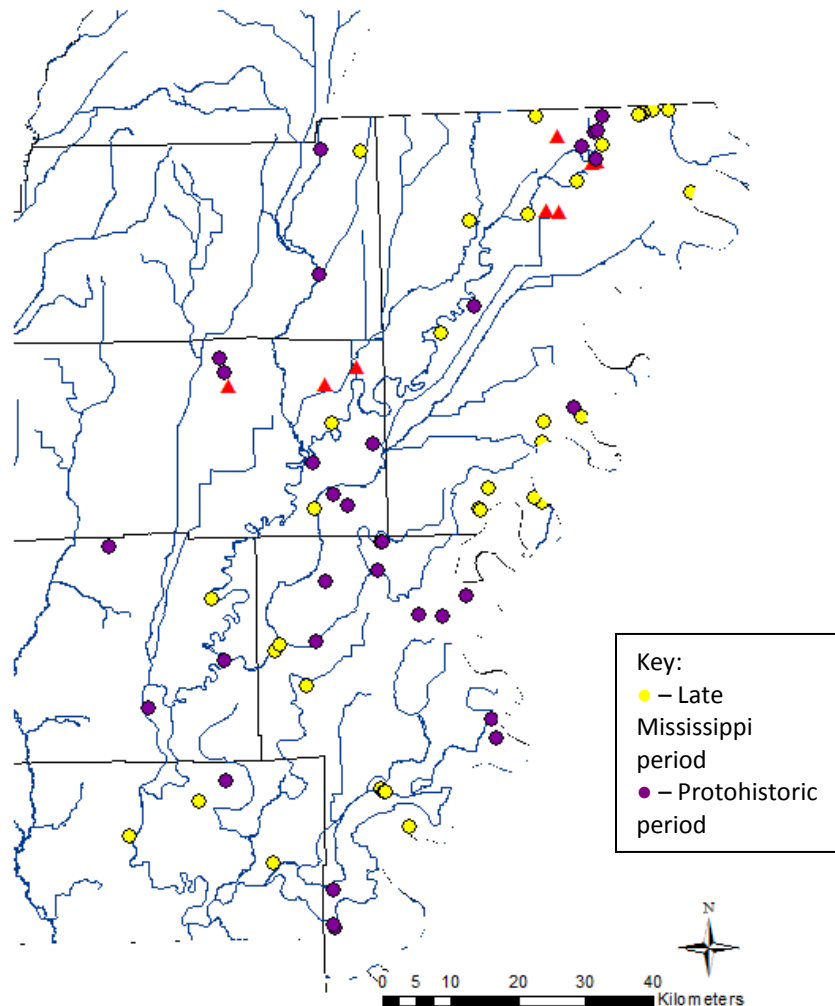 Key:
– Late
Mississippi
period
– Protohistoric
period
N
0 5 10 20 30 40
Kilometers